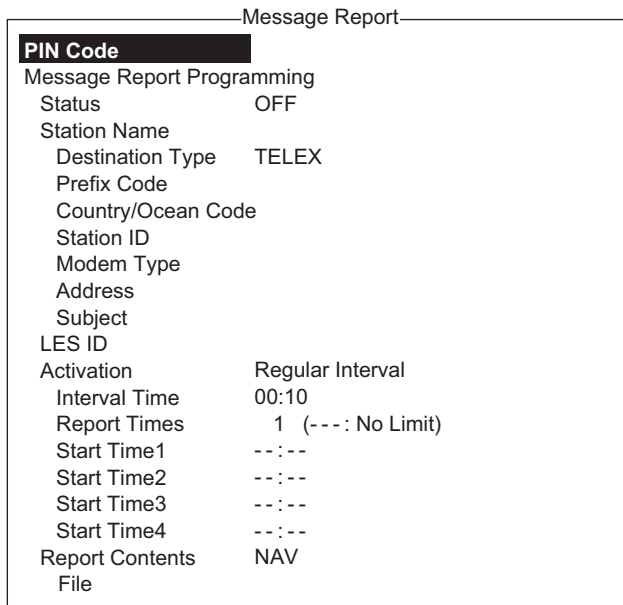 Message Report
PIN Code
Message Report Programming
Status OFF
Station Name
Destination Type TELEX
Prefix Code
Country/Ocean Code
Station ID
Modem Type
Address
Subject
LES ID
Activation Regular Interval
Interval Time 00:10
Report Times 1 (---: No Limit)
Start Time1 --:--
Start Time2 --:--
Start Time3 --:--
Start Time4 --:--
Report Contents NAV
File